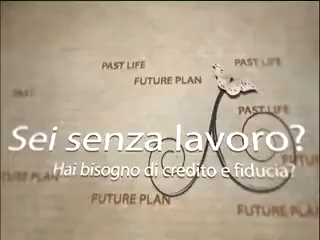 PAST LIFE
PAST LIFE
FUTURE PLAN
PAST
PAST LIFE
Sei senza lavoro?
Hai bisogno di credito e fiducia?
FUTURE PLAN
FUTURE PLAN
FUTURE PLAN